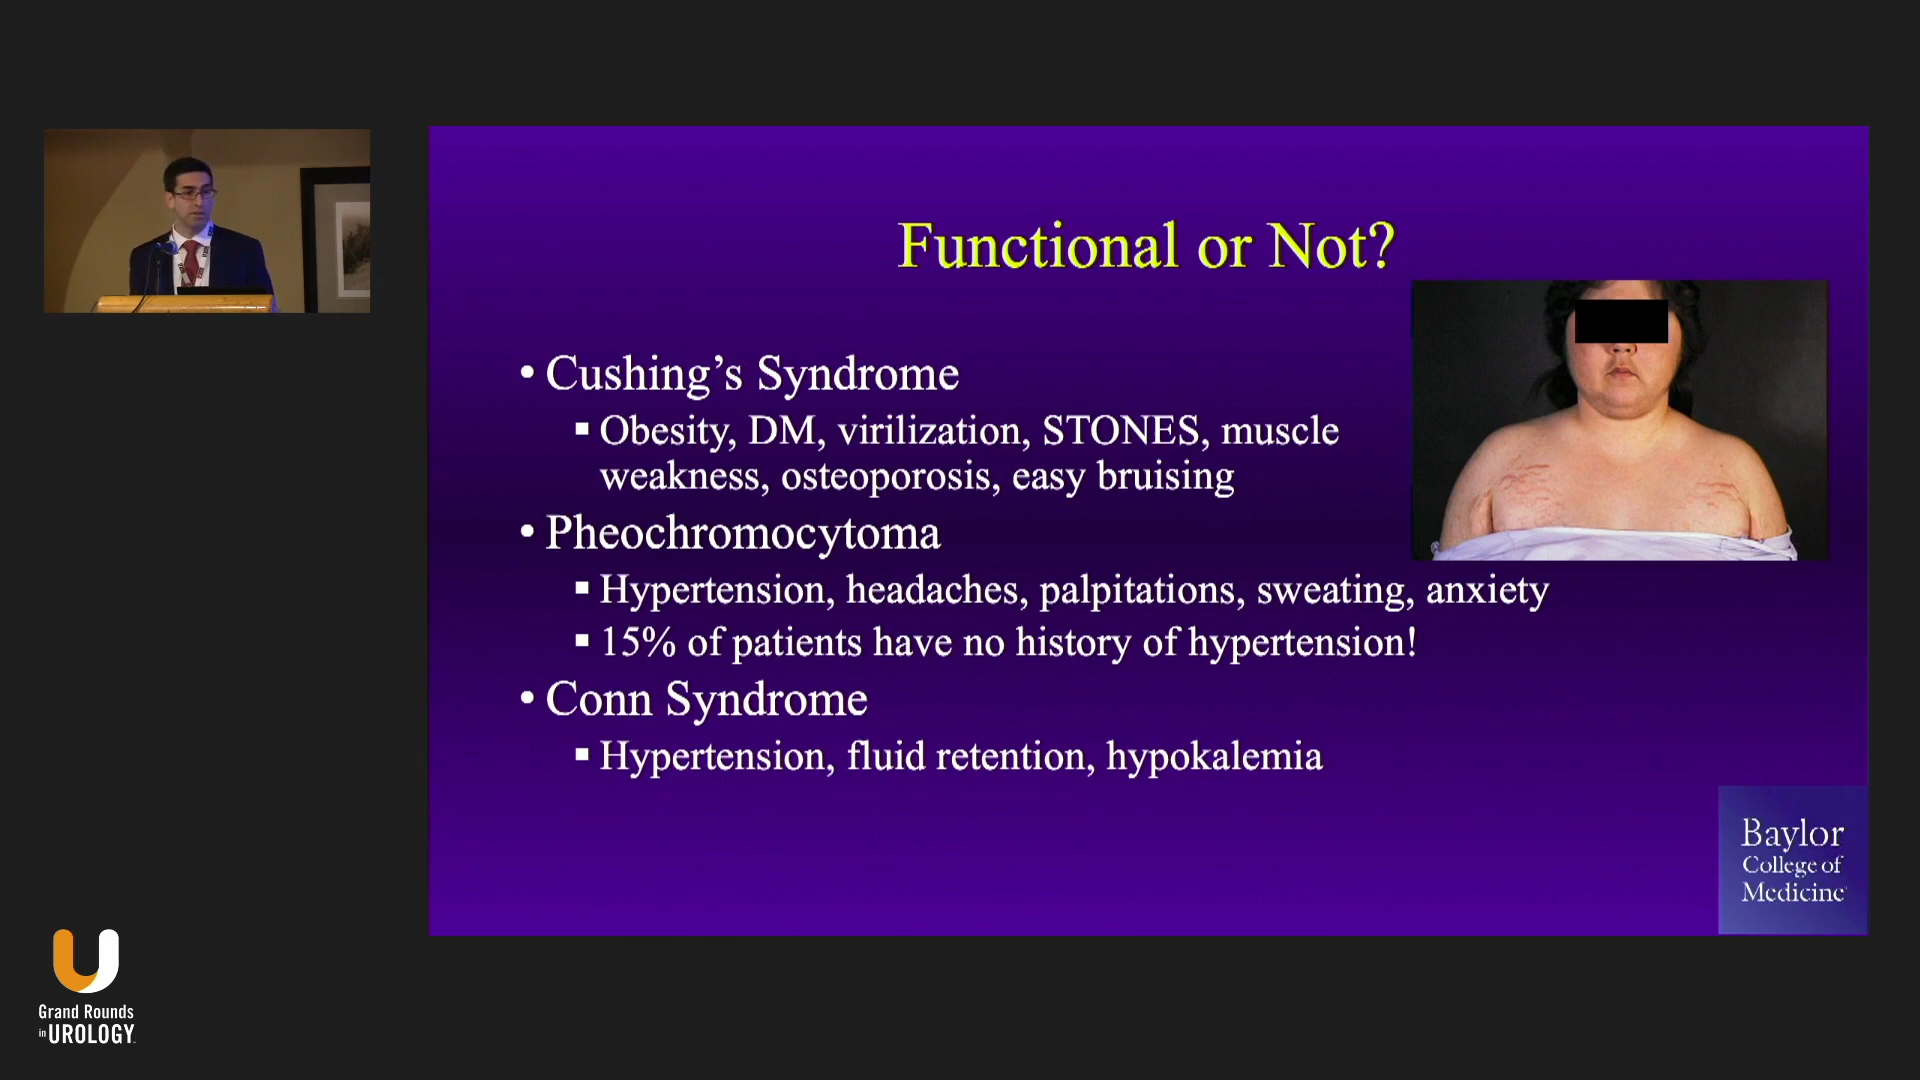 Functional or Not?
• Cushing's Syndrome
▪ Obesity, DM, virilization, STONES, muscle
weakness, osteoporosis, easy bruising
• Pheochromocytoma
▪ Hypertension, headaches, palpitations, sweating, anxiety
▪ 15% of patients have no history of hypertension!
• Conn Syndrome
▪ Hypertension, fluid retention, hypokalemia
Baylor
College of
Medicine
Grand Rounds
in UROLOGY